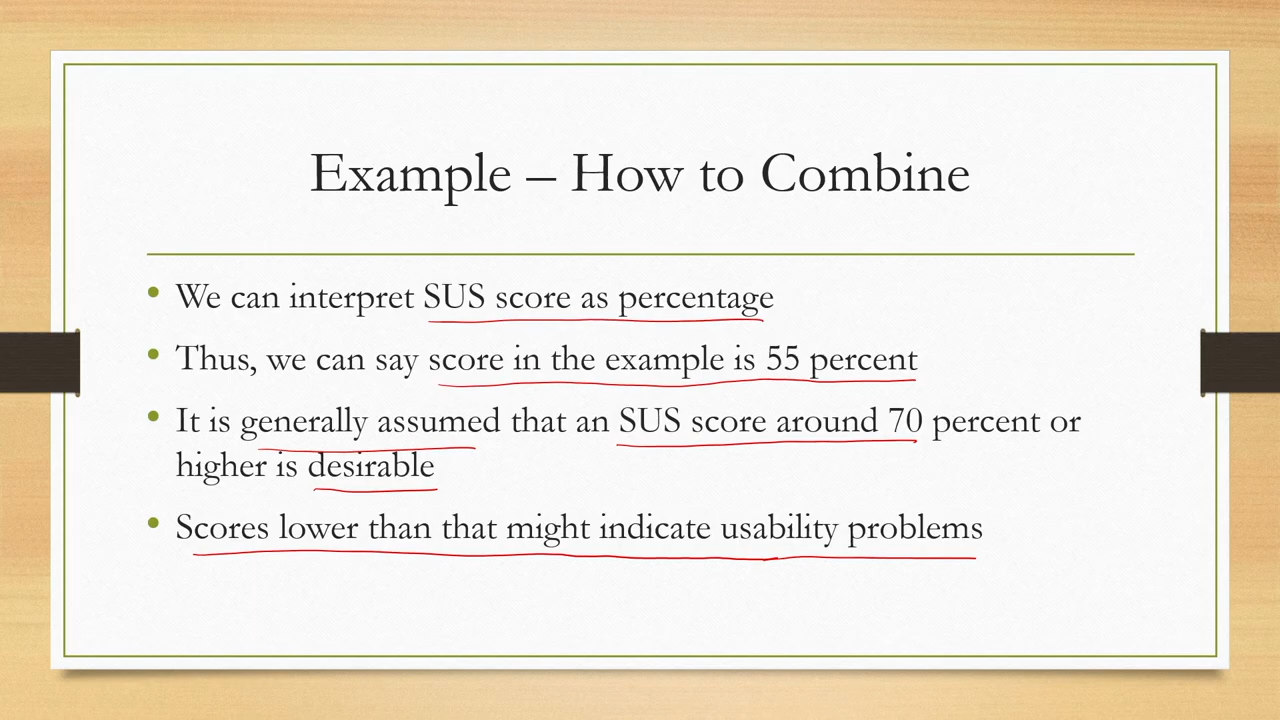 Example – How to Combine
• We can interpret SUS score as percentage
• Thus, we can say score in the example is 55 percent
• It is generally assumed that an SUS score around 70 percent or
higher is desirable
• Scores lower than that might indicate usability problems